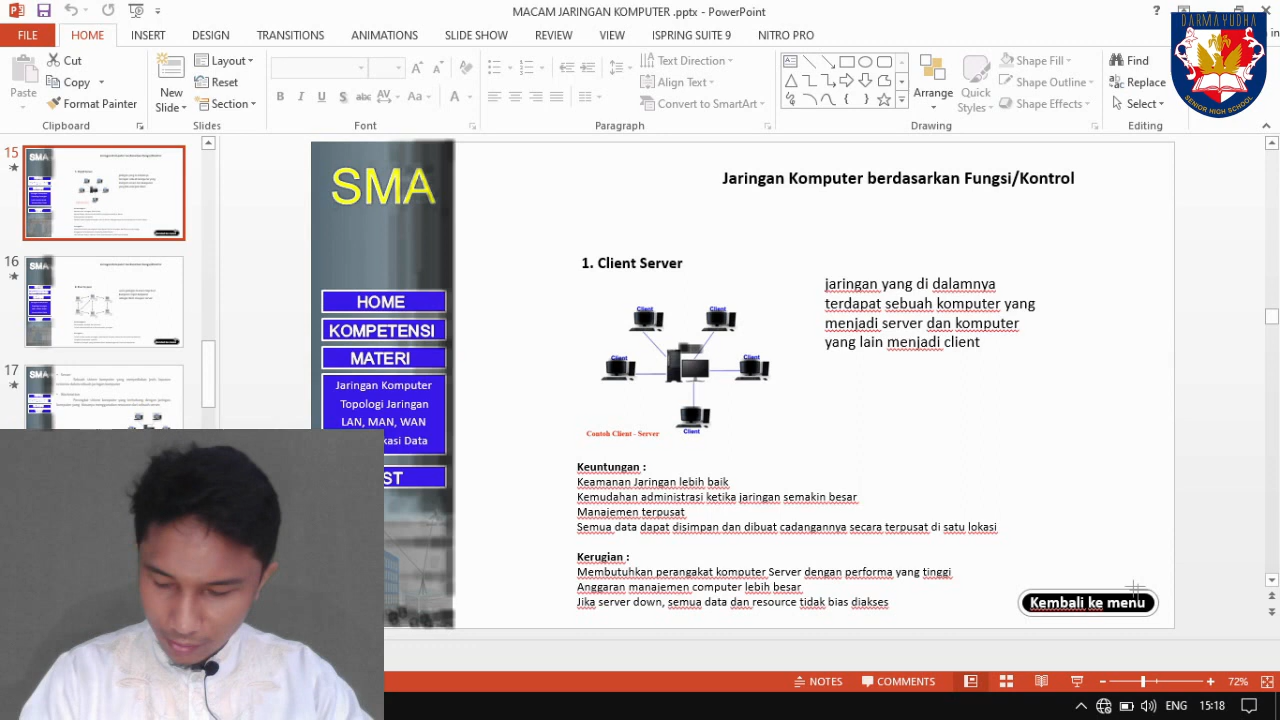 MACAM JARINGAN KOMPUTER .pptx - PowerPoint
FILE
HOME
INSERT
DESIGN
TRANSITIONS
ANIMATIONS
SLIDE SHOW
REVIEW
VIEW
ISPRING SUITE 9
NITRO PRO
DARMA YUDHA
SENIOR HIGH SCHOOL
Paste
Cut
Copy
Format Painter
Clipboard
New
Slide
Layout
Slides
Font
Text Direction
Align Text
Convert to SmartArt
Paragraph
Arrange
Quick
Styles
Shape Fill
Shape Outline
Shape Effects
Drawing
Find
Replace
Select
Editing
15
16
17
SMA
HOME
KOMPETENSI
MATERI
Jaringan Komputer
Topologi Jaringan
LAN, MAN, WAN
kasi Data
ST
Jaringan Komputer berdasarkan Fungsi/kontrol
1. Client Server
jaringan yang di dalamnya
terdapat sebuah komputer yang
menjadi server dan komputer
yang lain menjadi client
Client
Client
Client
Client
Client
Contoh Client - Server
Keuntungan :
Keamanan Jaringan lebih baik
Kemudahan administrasi ketika jaringan semakin besar
Manajemen terpusat
Semua data dapat disimpan dan dibuat cadangannya secara terpusat di satu lokasi
Kerugian :
Membutuhkan perangakat komputer Server dengan performa yang tinggi
Anggaran manajemen computer lebih besar
Jika server down, semua data dan resource tidak bias diakses
Kembali ke menu
NOTES
COMMENTS
72%
ENG
15:18